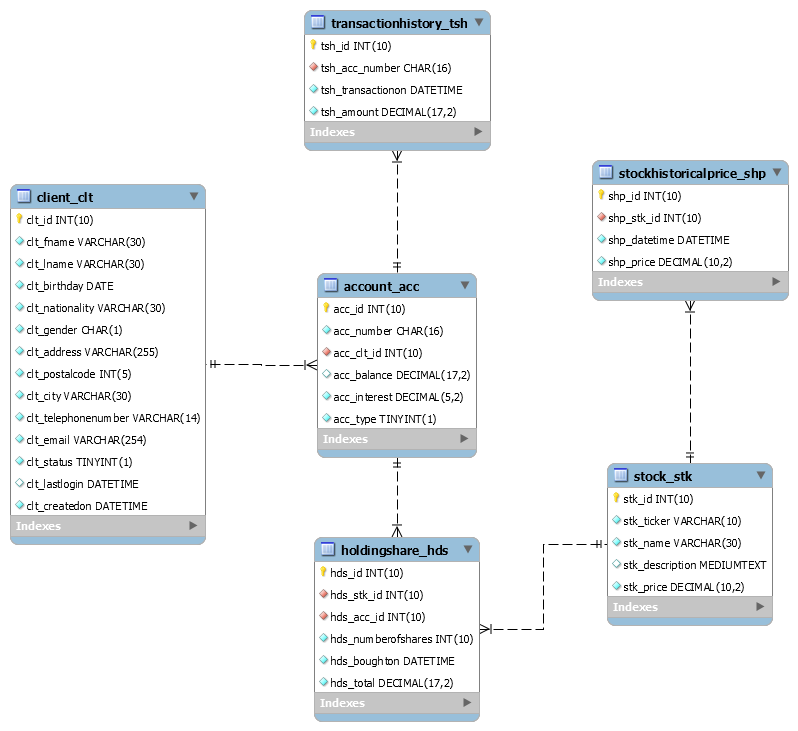 transactionhistory_tsh
tsh_id INT(10)
tsh_acc_number CHAR(16)
tsh_transactionon DATETIME
tsh_amount DECIMAL(17,2)
Indexes
client_clt
clt_id INT(10)
clt_fname VARCHAR(30)
clt_lname VARCHAR(30)
clt_birthday DATE
clt_nationality VARCHAR(30)
clt_gender CHAR(1)
clt_address VARCHAR(255)
clt_postalcode INT(5)
clt_city VARCHAR(30)
clt_telephonenumber VARCHAR(14)
clt_email VARCHAR(254)
clt_status TINYINT(1)
clt_lastlogin DATETIME
clt_createdon DATETIME
Indexes
account_acc
acc_id INT(10)
acc_number CHAR(16)
acc_clt_id INT(10)
acc_balance DECIMAL(17,2)
acc_interest DECIMAL(5,2)
acc_type TINYINT(1)
Indexes
stockhistoricalprice_shp
shp_id INT(10)
shp_stk_id INT(10)
shp_datetime DATETIME
shp_price DECIMAL(10,2)
Indexes
holdingshare_hds
hds_id INT(10)
hds_stk_id INT(10)
hds_acc_id INT(10)
hds_numberofshares INT(10)
hds_boughton DATETIME
hds_total DECIMAL(17,2)
Indexes
stock_stk
stk_id INT(10)
stk_ticker VARCHAR(10)
stk_name VARCHAR(30)
stk_description MEDIUMTEXT
stk_price DECIMAL(10,2)
Indexes